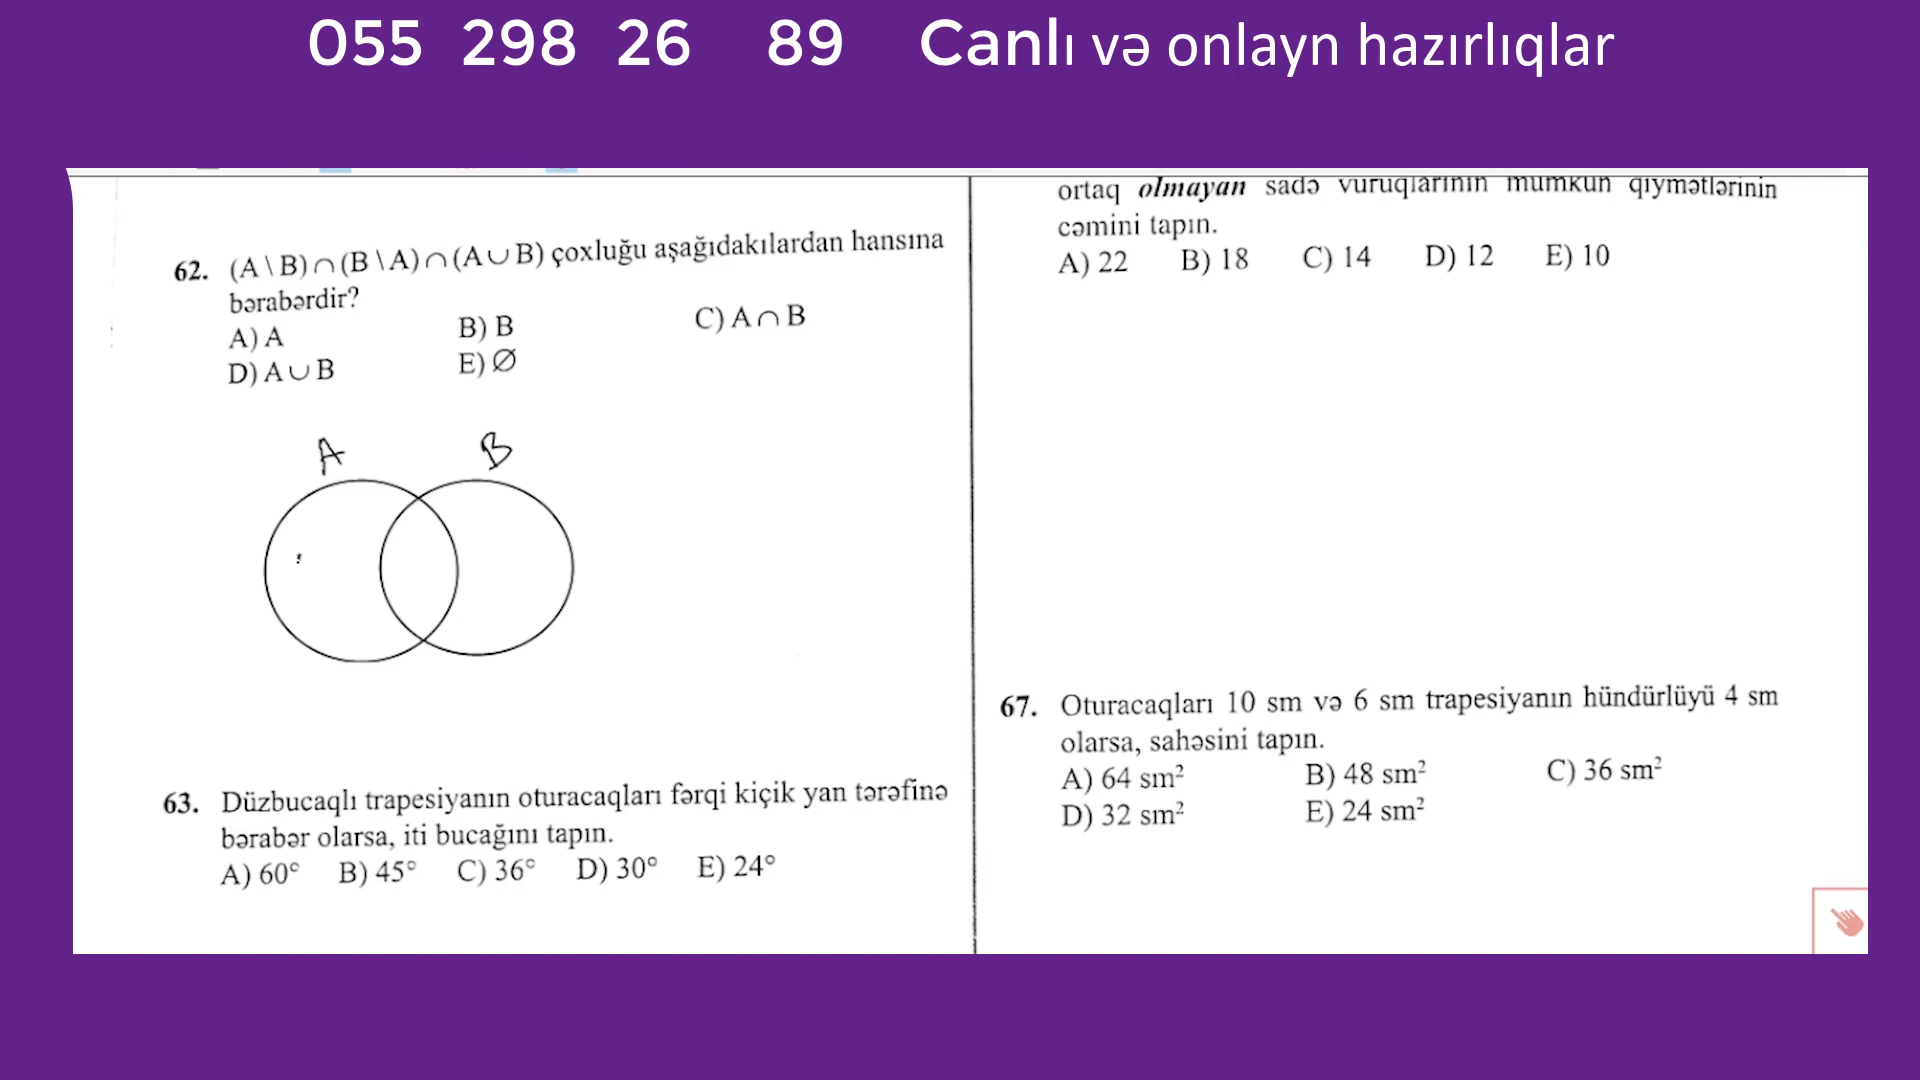 055 298 26 89 Canlı və onlayn hazırlıqlar
62. (A \ B) ∩ (B \ A) ∩ (A ∪ B) çoxluğu aşağıdakılardan hansına
bərabərdir?
A) A B) B C) A ∩ B
D) A ∪ B E) ∅
A B
63. Düzbucaqlı trapesiyanın oturacaqları fərqi kiçik yan tərəfinə
bərabər olarsa, iti bucağını tapın.
A) 60° B) 45° C) 36° D) 30° E) 24°
ortaq olmayan sadə vuruqlarının mümkün qiymətlərinin
cəmini tapın.
A) 22 B) 18 C) 14 D) 12 E) 10
67. Oturacaqları 10 sm və 6 sm trapesiyanın hündürlüyü 4 sm
olarsa, sahəsini tapın.
A) 64 sm² B) 48 sm² C) 36 sm²
D) 32 sm² E) 24 sm²